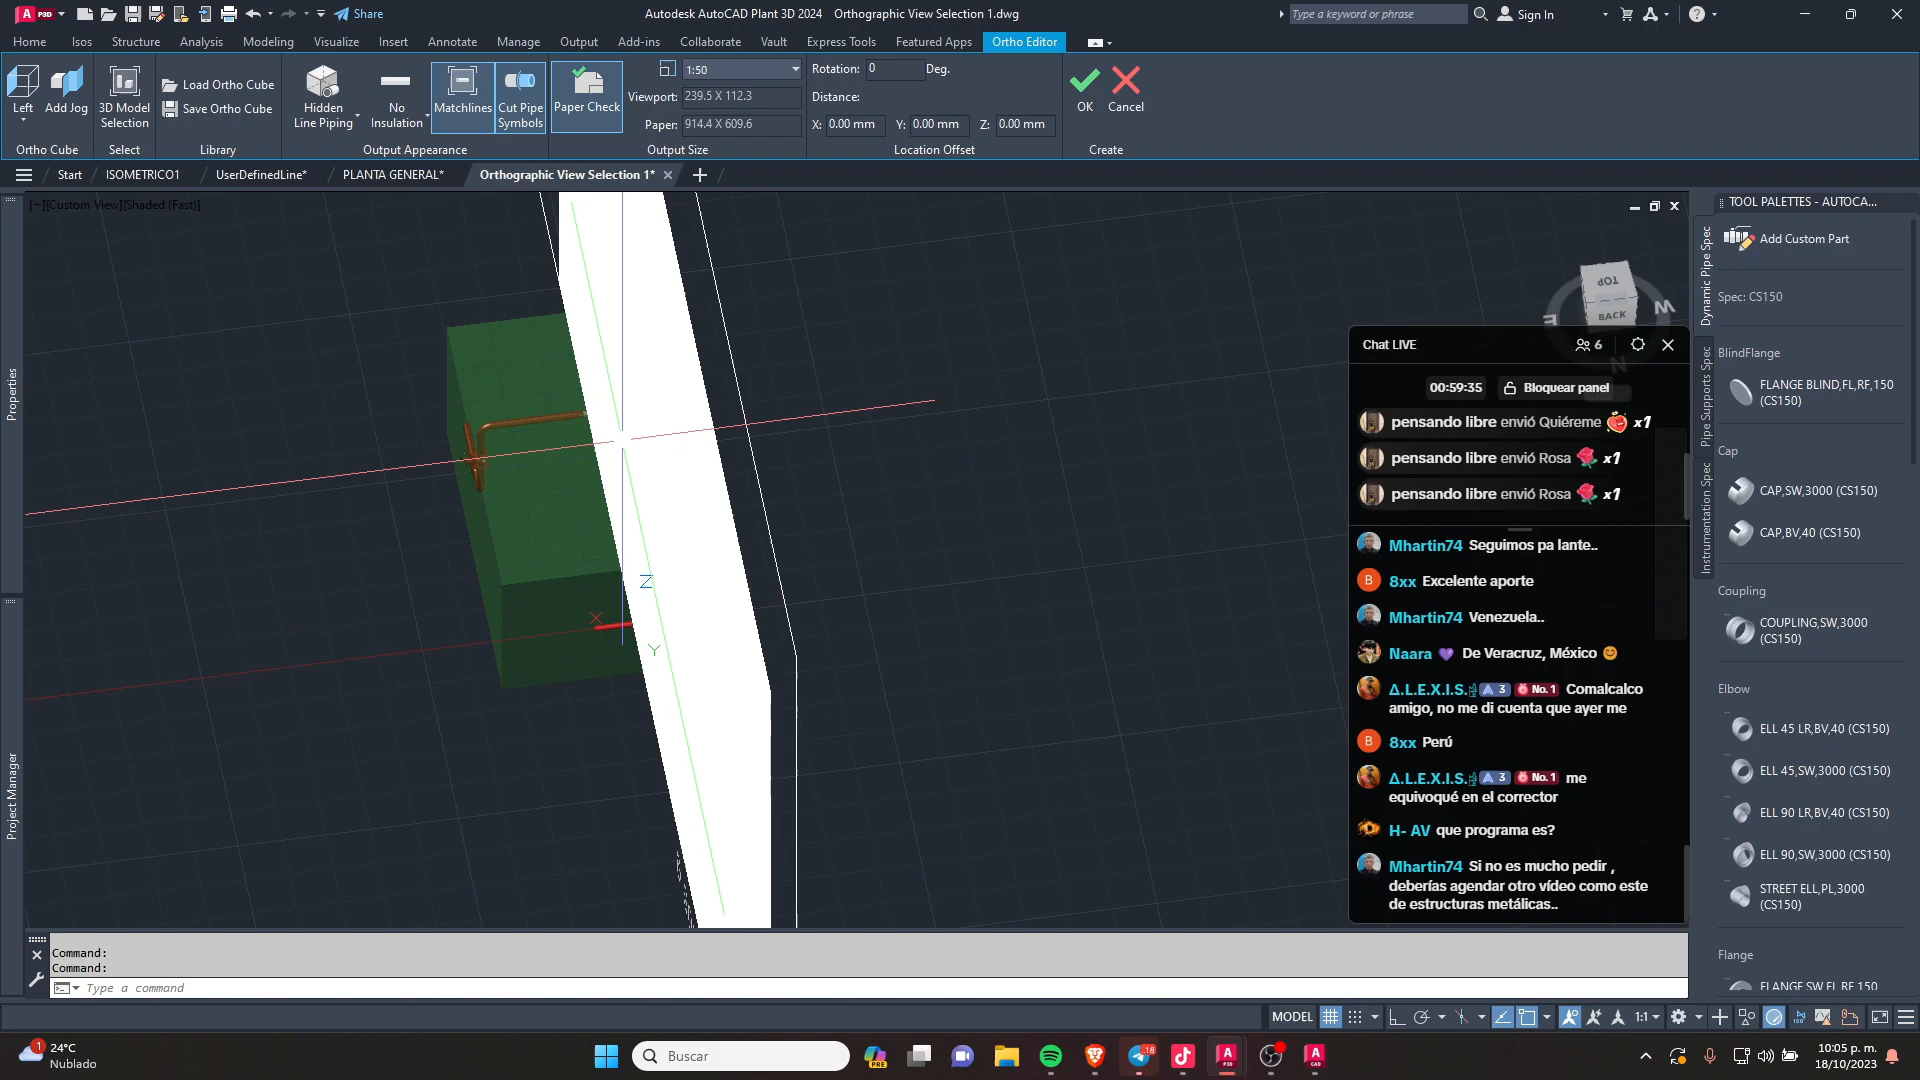 P3D
Share
Autodesk AutoCAD Plant 3D 2024 Orthographic View Selection 1.dwg
Type a keyword or phrase
Sign In
Home Isos Structure Analysis Modeling Visualize Insert Annotate Manage Output Add-ins Collaborate Vault Express Tools Featured Apps Ortho Editor
Left
Add Jog
Ortho Cube
3D Model
Selection
Select
Load Ortho Cube
Save Ortho Cube
Library
Hidden
Line Piping
No
Insulation
Matchlines
Cut Pipe
Symbols
Output Appearance
Paper Check
1:50
Viewport: 239.5 X 112.3
Paper: 914.4 X 609.6
Output Size
Rotation: 0 Deg.
Distance:
X: 0.00 mm Y: 0.00 mm Z: 0.00 mm
Location Offset
OK
Cancel
Create
Start ISOMETRICO1 UserDefinedLine* PLANTA GENERAL* Orthographic View Selection 1*
[−][Custom View][Shaded (Fast)]
Properties
Project Manager
Z
X
Y
TOP
BACK
E
W
N
Chat LIVE
6
00:59:35
Bloquear panel
pensando libre envió Quiéreme x1
pensando libre envió Rosa x1
pensando libre envió Rosa x1
Mhartin74 Seguimos pa lante..
B 8xx Excelente aporte
Mhartin74 Venezuela..
Naara 💜 De Veracruz, México 😊
Δ.L.E.X.I.S. 3 No. 1 Comalcalco
amigo, no me di cuenta que ayer me
B 8xx Perú
Δ.L.E.X.I.S. 3 No. 1 me
equivoqué en el corrector
H- AV que programa es?
Mhartin74 Si no es mucho pedir ,
deberías agendar otro vídeo como este
de estructuras metálicas..
TOOL PALETTES - AUTOCA...
Dynamic Pipe Spec
Pipe Supports Spec
Instrumentation Spec
Add Custom Part
Spec: CS150
BlindFlange
FLANGE BLIND,FL,RF,150
(CS150)
Cap
CAP,SW,3000 (CS150)
CAP,BV,40 (CS150)
Coupling
COUPLING,SW,3000
(CS150)
Elbow
ELL 45 LR,BV,40 (CS150)
ELL 45,SW,3000 (CS150)
ELL 90 LR,BV,40 (CS150)
ELL 90,SW,3000 (CS150)
STREET ELL,PL,3000
(CS150)
Flange
FLANGE SW,FL,RF,150
Command:
Command:
Type a command
MODEL
1:1
1
24°C
Nublado
Buscar
PRE
18
P3D
CAD
10:05 p. m.
18/10/2023